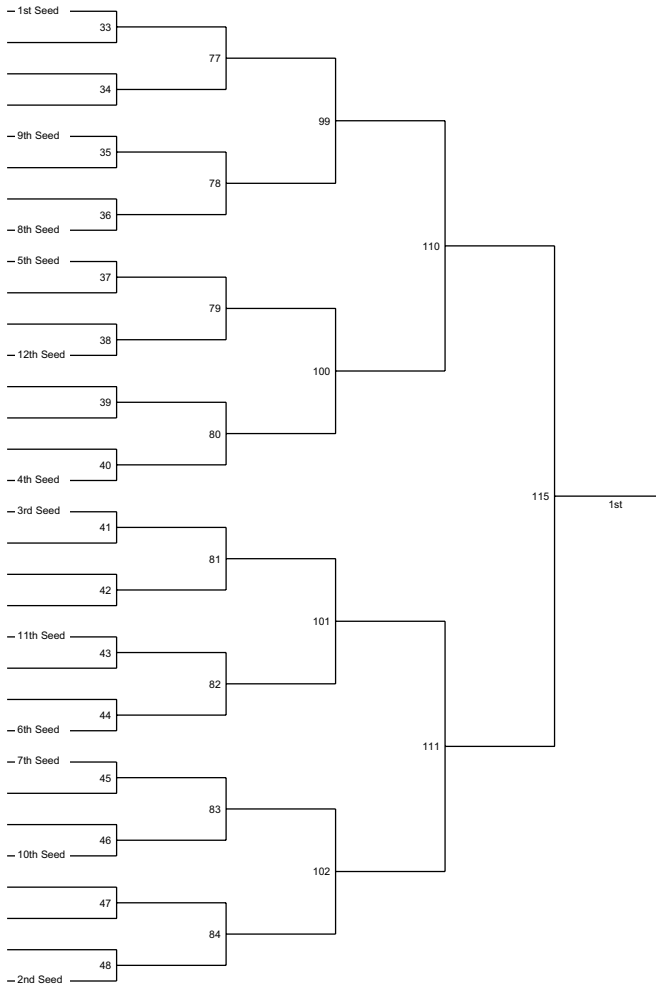 1st Seed
33
77
34
99
9th Seed
35
78
36
8th Seed
110
5th Seed
37
79
38
12th Seed
100
39
80
40
4th Seed
115
1st
3rd Seed
41
81
42
101
11th Seed
43
82
44
6th Seed
111
7th Seed
45
83
46
10th Seed
102
47
84
48
2nd Seed